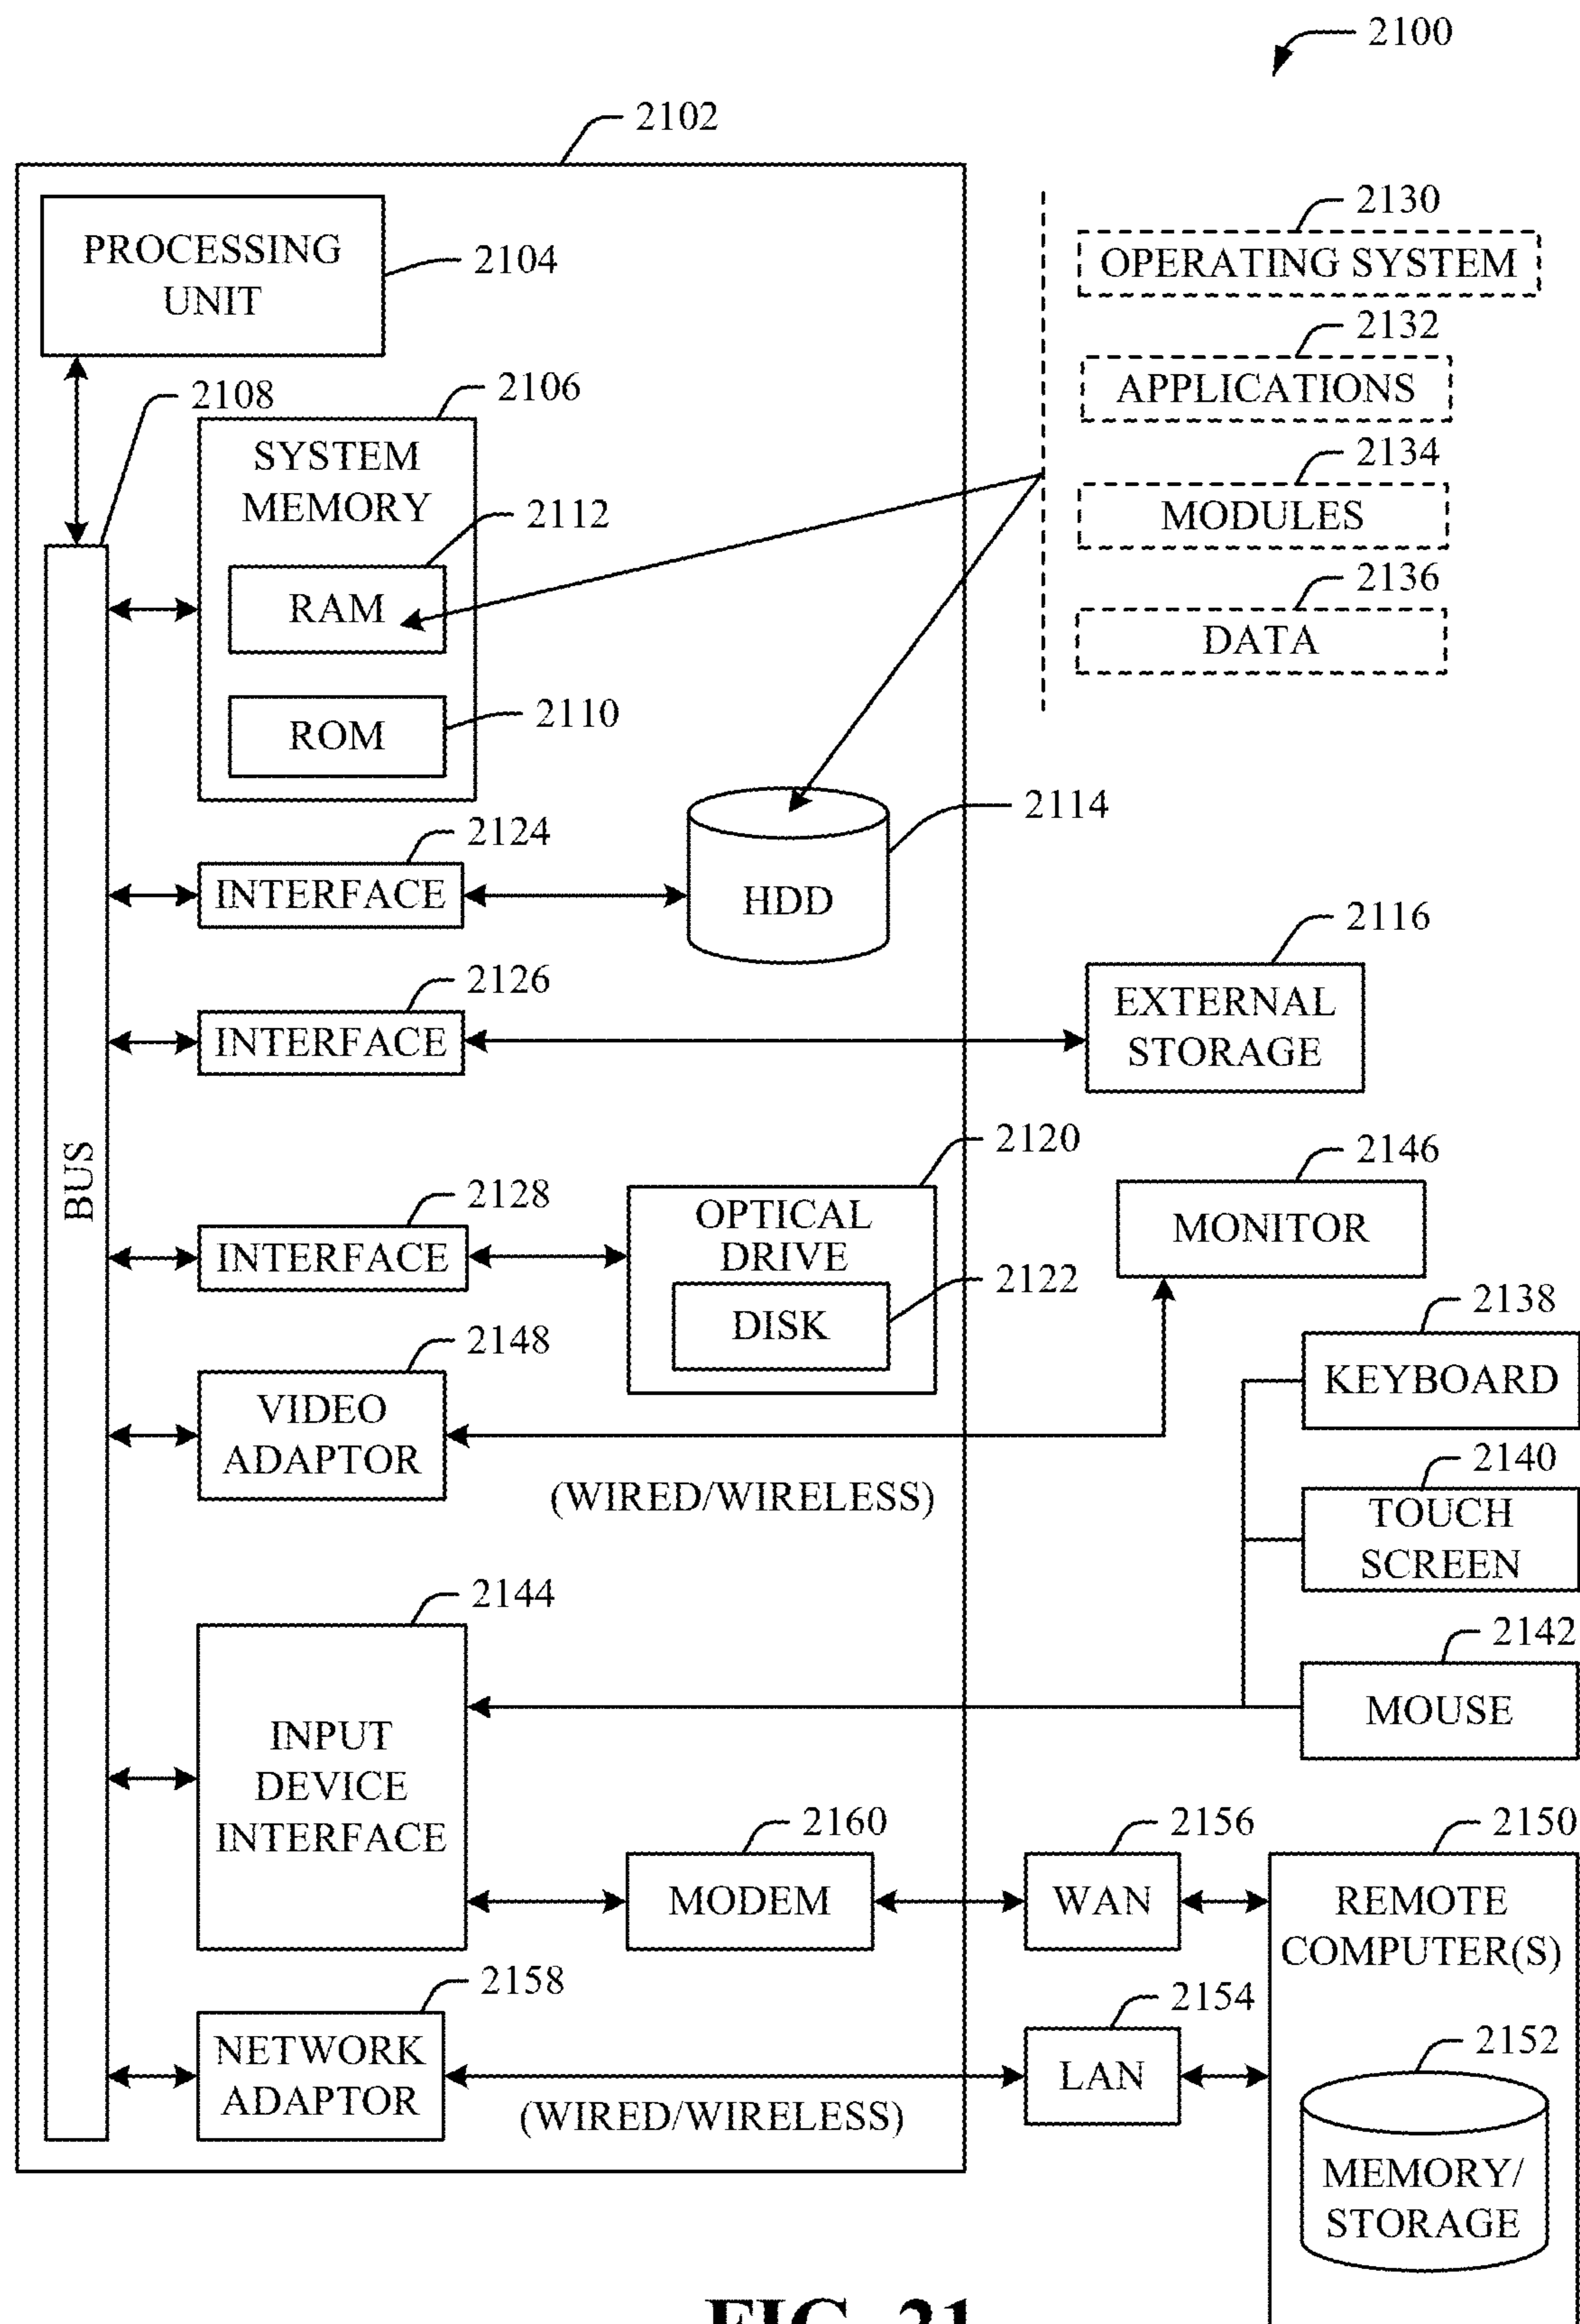 2100
2102
PROCESSING
UNIT
2104
2130
OPERATING SYSTEM
2132
APPLICATIONS
2134
MODULES
2136
DATA
2108
2106
SYSTEM
MEMORY
2112
RAM
2110
ROM
2114
HDD
2124
INTERFACE
2116
EXTERNAL
STORAGE
2126
INTERFACE
BUS
2120
OPTICAL
DRIVE
2122
DISK
2128
INTERFACE
2146
MONITOR
2148
VIDEO
ADAPTOR
(WIRED/WIRELESS)
2138
KEYBOARD
2140
TOUCH
SCREEN
2142
MOUSE
2144
INPUT
DEVICE
INTERFACE
2160
MODEM
2156
WAN
2150
REMOTE
COMPUTER(S)
2158
NETWORK
ADAPTOR
(WIRED/WIRELESS)
2154
LAN
2152
MEMORY/
STORAGE
FIG. 21